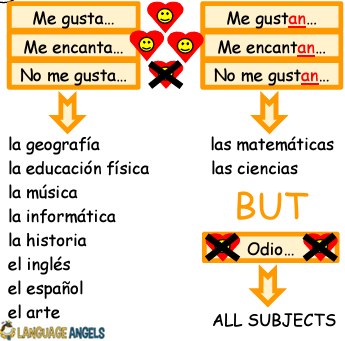 Me gusta...
Me encanta...
No me gusta...
la geografía
la educación física
la música
la informática
la historia
el inglés
el español
el arte
LANGUAGE ANGELS
Me gustan...
Me encantan...
No me gustan...
las matemáticas
las ciencias
BUT
Odio...
ALL SUBJECTS